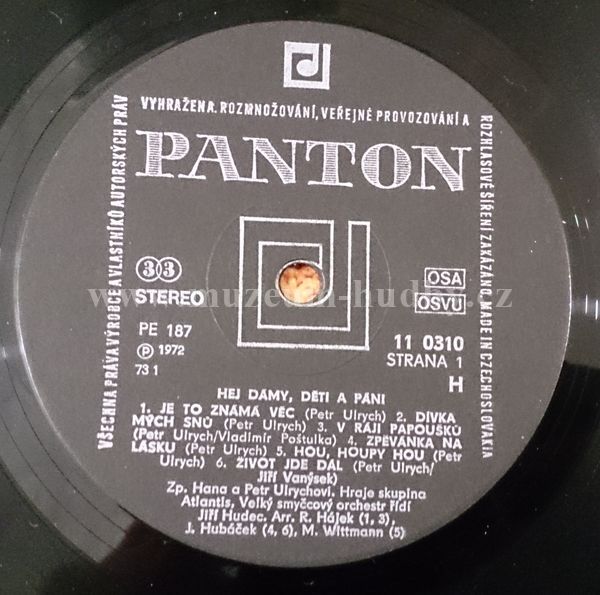 VYHRAŽENA. ROZMNOŽOVÁNÍ, VEŘEJNÉ PROVOZOVÁNÍ A
ROZHLASOVÉ ŠÍŘENÍ ZAKÁZÁNO MADE IN CZECHOSLOVAKIA
VŠECHNA PRÁVA VÝROBCE A VLASTNÍKŮ AUTORSKÝCH PRÁV
PANTON
33
STEREO
PE 187
Ⓟ 1972
73 1
OSA
OSVU
11 0310
STRANA 1
H
www.muzeum-hudby.cz
HEJ DÁMY, DĚTI A PÁNI
1. JE TO ZNÁMÁ VĚC (Petr Ulrych) 2. DÍVKA
MÝCH SNŮ (Petr Ulrych) 3. V RÁJI PAPOUŠKŮ
(Petr Ulrych/Vladimír Poštulka) 4. ZPĚVÁNKA NA
LÁSKU (Petr Ulrych) 5. HOU, HOUPY HOU (Petr
Ulrych) 6. ŽIVOT JDE DÁL (Petr Ulrych/
Jiří Vanýsek)
Zp. Hana a Petr Ulrychovi. Hraje skupina
Atlantis, Velký smyčcový orchestr řídí
Jiří Hudec. Arr. R. Hájek (1, 3),
J. Hubáček (4, 6), M. Wittmann (5)